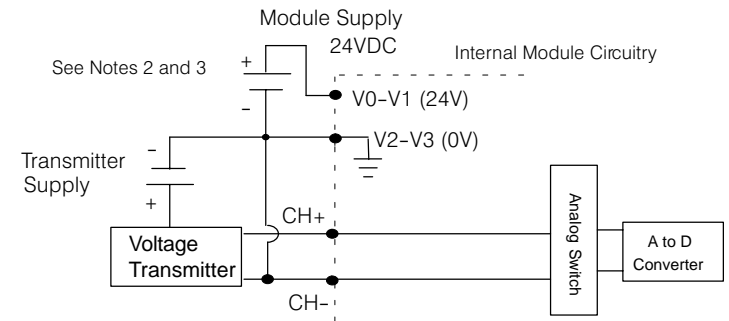 Module Supply
24VDC
Internal Module Circuitry
See Notes 2 and 3
+
-
V0-V1 (24V)
V2-V3 (0V)
-
Transmitter
Supply
+
CH+
Voltage
Transmitter
CH-
Analog Switch
A to D
Converter